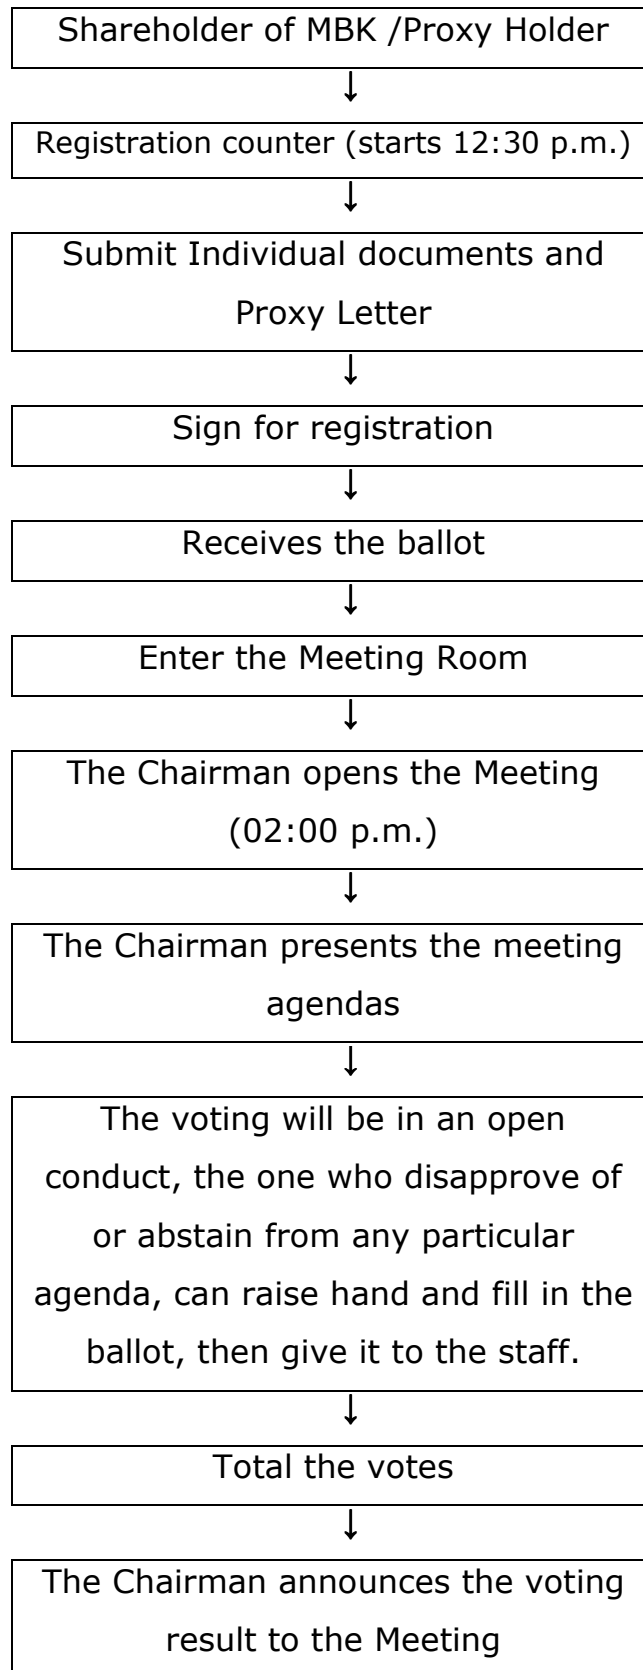 Shareholder of MBK /Proxy Holder
↓
Registration counter (starts 12:30 p.m.)
↓
Submit Individual documents and
Proxy Letter
↓
Sign for registration
↓
Receives the ballot
↓
Enter the Meeting Room
↓
The Chairman opens the Meeting
(02:00 p.m.)
↓
The Chairman presents the meeting
agendas
↓
The voting will be in an open
conduct, the one who disapprove of
or abstain from any particular
agenda, can raise hand and fill in the
ballot, then give it to the staff.
↓
Total the votes
↓
The Chairman announces the voting
result to the Meeting